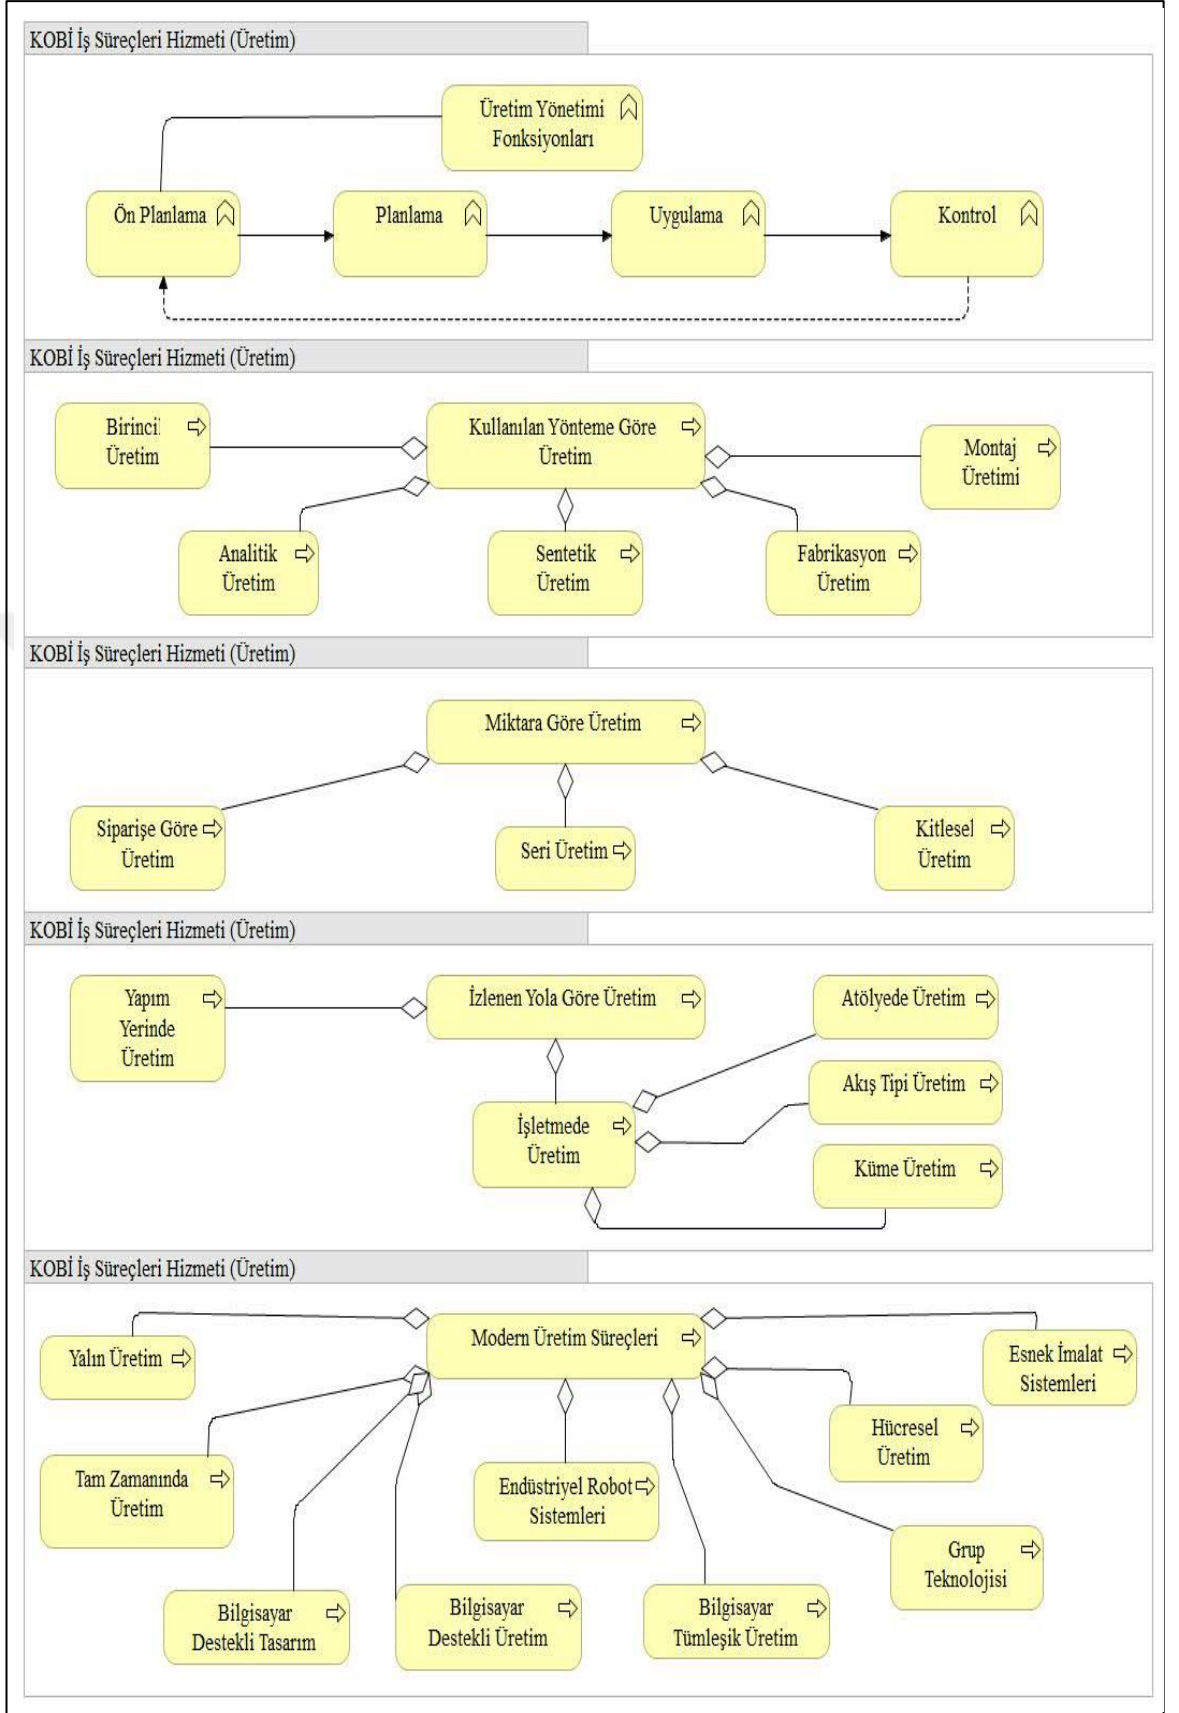 KOBİ İş Süreçleri Hizmeti (Üretim)
Üretim Yönetimi
Fonksiyonları
Ön Planlama
Planlama
Uygulama
Kontrol
KOBİ İş Süreçleri Hizmeti (Üretim)
Birincil
Üretim
Kullanılan Yönteme Göre
Üretim
Montaj
Üretimi
Analitik
Üretim
Sentetik
Üretim
Fabrikasyon
Üretim
KOBİ İş Süreçleri Hizmeti (Üretim)
Miktara Göre Üretim
Siparişe Göre
Üretim
Seri Üretim
Kitlesel
Üretim
KOBİ İş Süreçleri Hizmeti (Üretim)
Yapım
Yerinde
Üretim
İzlenen Yola Göre Üretim
Atölyede Üretim
Akış Tipi Üretim
İşletmede
Üretim
Küme Üretim
KOBİ İş Süreçleri Hizmeti (Üretim)
Modern Üretim Süreçleri
Yalın Üretim
Esnek İmalat
Sistemleri
Hücresel
Üretim
Tam Zamanında
Üretim
Endüstriyel Robot
Sistemleri
Grup
Teknolojisi
Bilgisayar
Destekli Tasarım
Bilgisayar
Destekli Üretim
Bilgisayar
Tümleşik Üretim